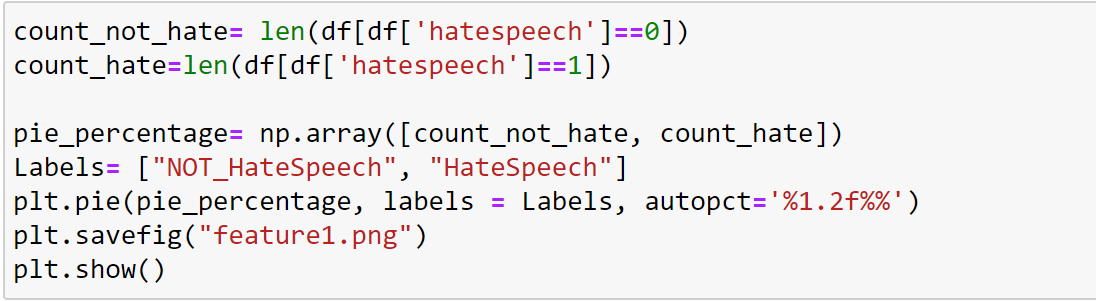 count_not_hate= len(df[df['hatespeech']==0])
count_hate=len(df[df['hatespeech']==1])

pie_percentage= np.array([count_not_hate, count_hate])
Labels= ["NOT_HateSpeech", "HateSpeech"]
plt.pie(pie_percentage, labels = Labels, autopct='%1.2f%%')
plt.savefig("feature1.png")
plt.show()